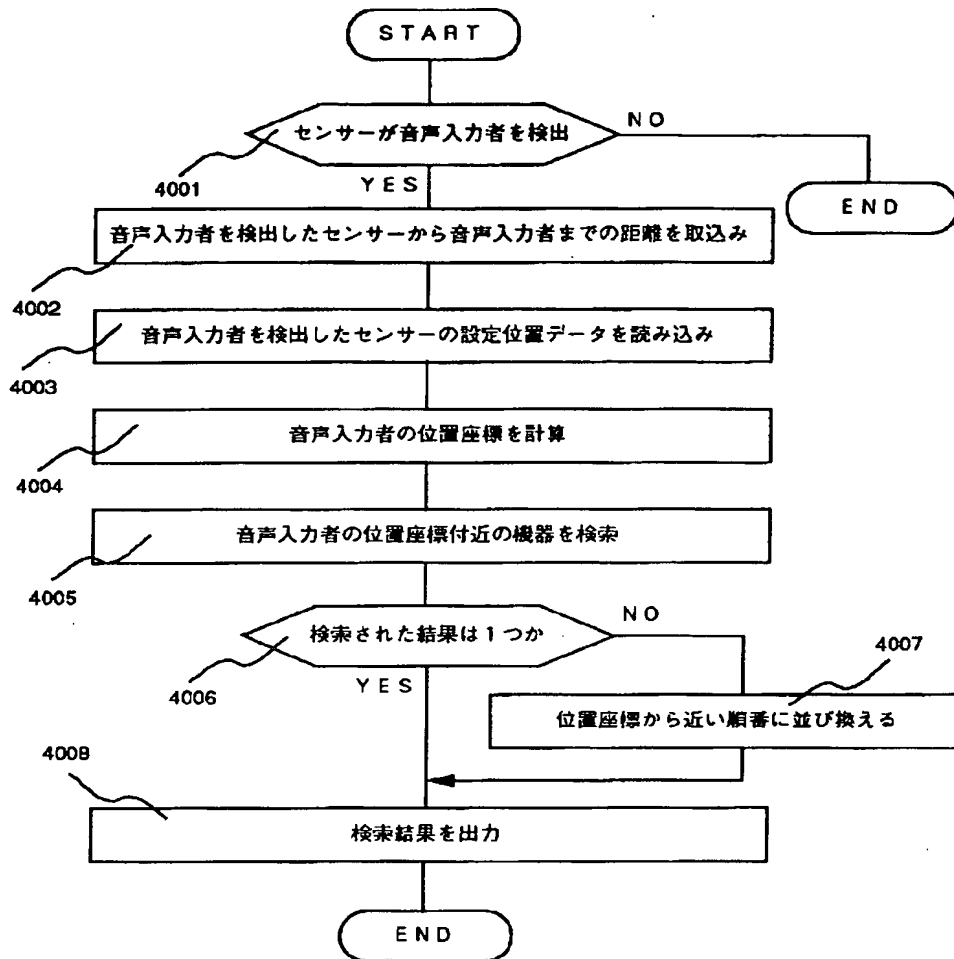 START
センサーが音声入力者を検出
NO
4001
YES
END
音声入力者を検出したセンサーから音声入力者までの距離を取込み
4002
音声入力者を検出したセンサーの設定位置データを読み込み
4003
音声入力者の位置座標を計算
4004
音声入力者の位置座標付近の機器を検索
4005
検索された結果は1つか
NO
4006
YES
4007
位置座標から近い順番に並び換える
4008
検索結果を出力
END